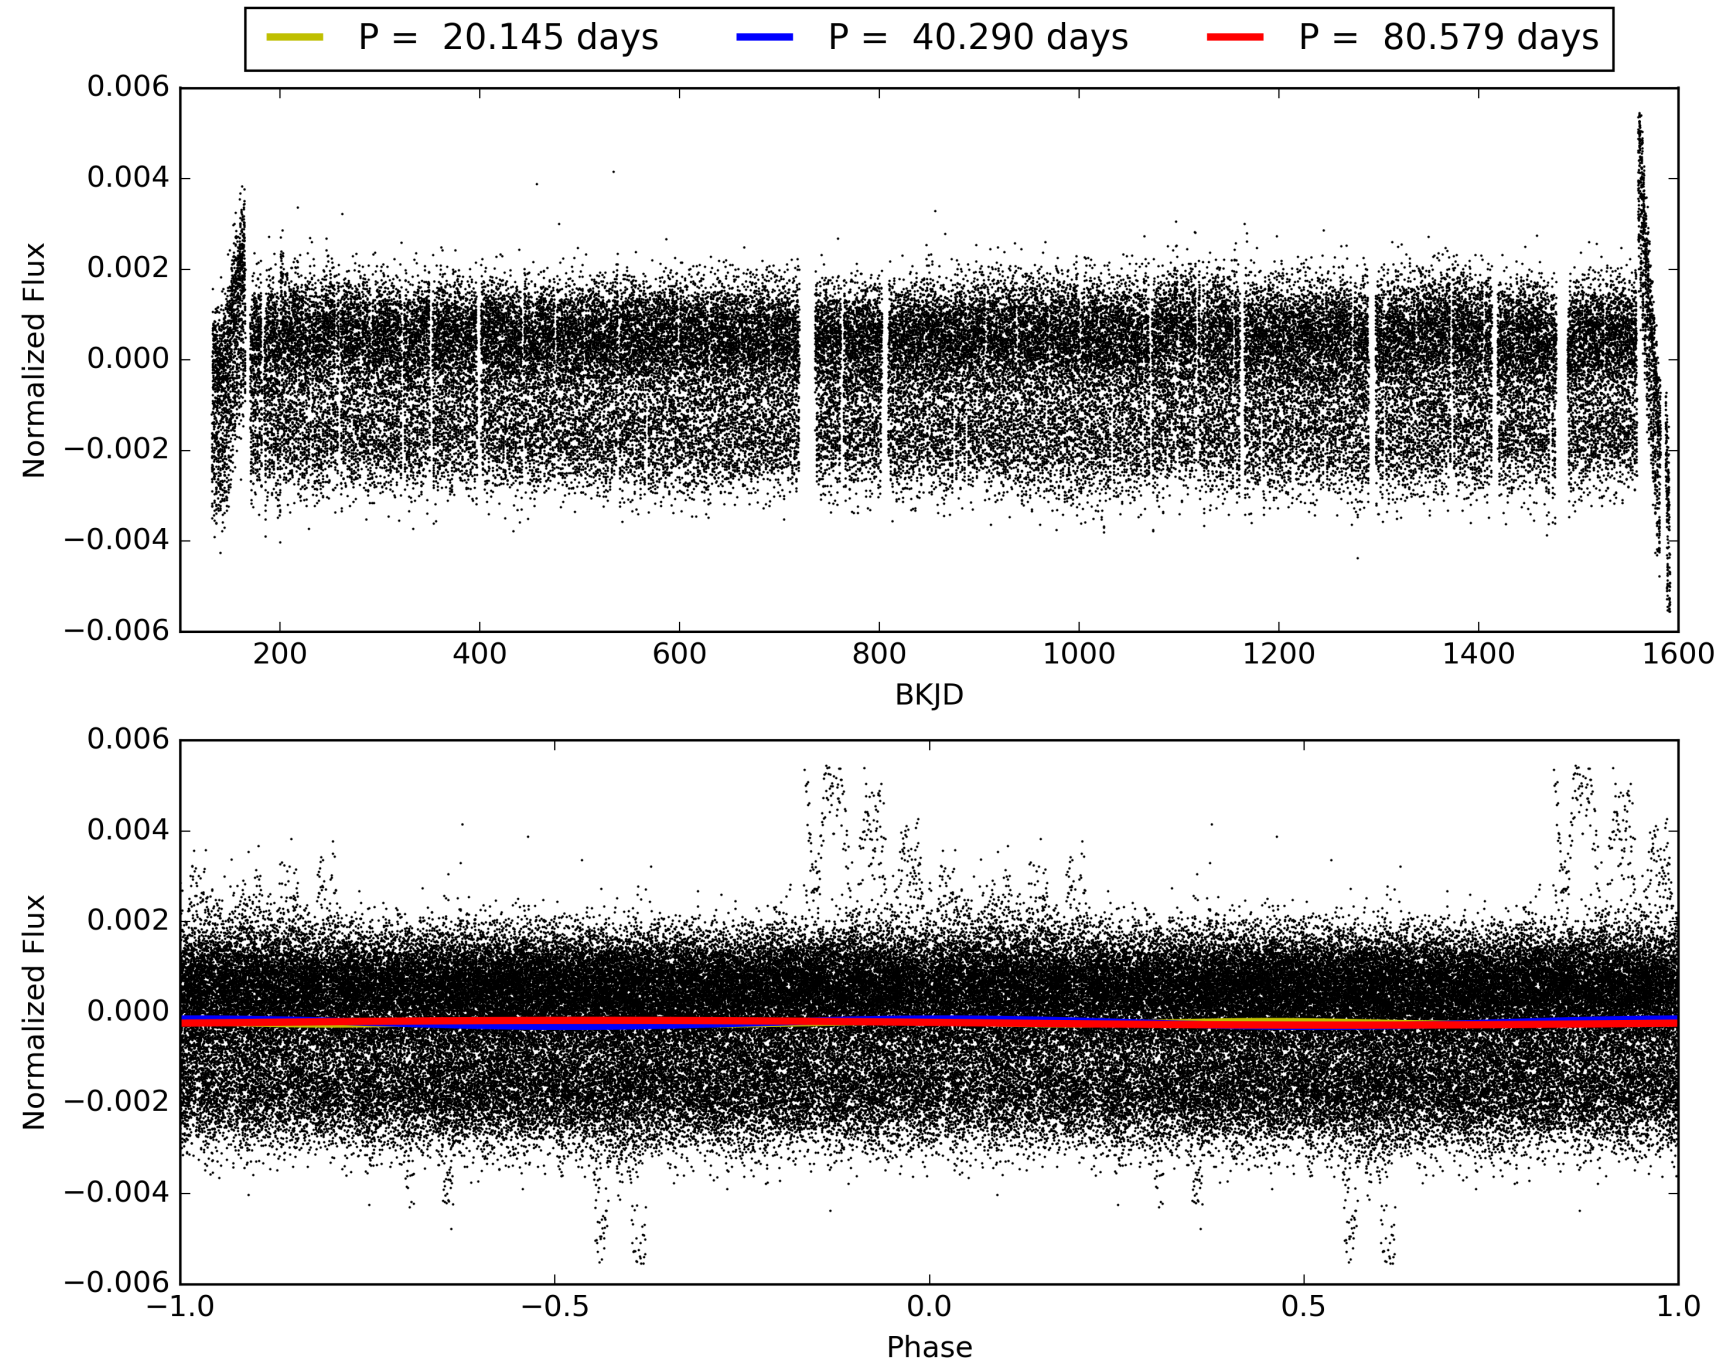 P = 20.145 days P = 40.290 days P = 80.579 days
0.006
0.004
0.002
0.000
−0.002
−0.004
−0.006
Normalized Flux
200 400 600 800 1000 1200 1400 1600
BKJD
0.006
0.004
0.002
0.000
−0.002
−0.004
−0.006
Normalized Flux
−1.0 −0.5 0.0 0.5 1.0
Phase